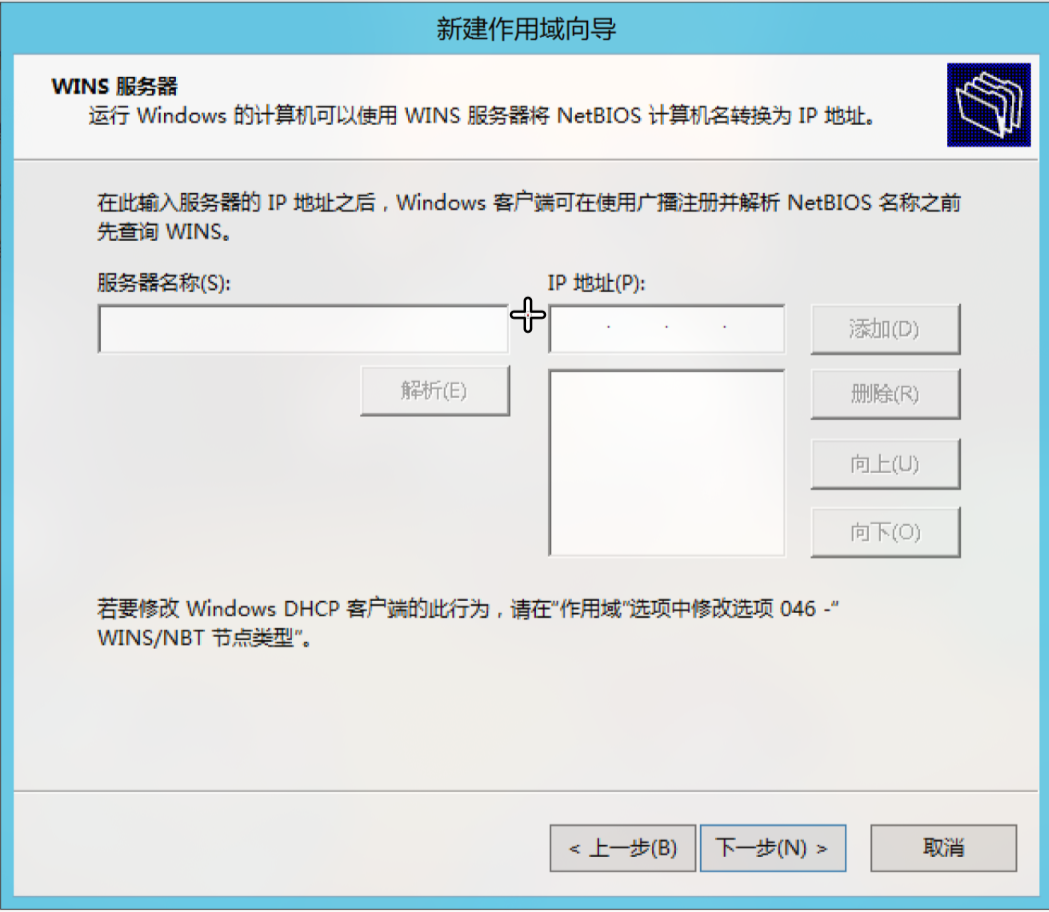 新建作用域向导
WINS 服务器
运行 Windows 的计算机可以使用 WINS 服务器将 NetBIOS 计算机名转换为 IP 地址。
在此输入服务器的 IP 地址之后，Windows 客户端可在使用广播注册并解析 NetBIOS 名称之前
先查询 WINS。
服务器名称(S):
IP 地址(P):
添加(D)
解析(E)
删除(R)
向上(U)
向下(O)
若要修改 Windows DHCP 客户端的此行为，请在“作用域”选项中修改选项 046 -“
WINS/NBT 节点类型”。
< 上一步(B)
下一步(N) >
取消